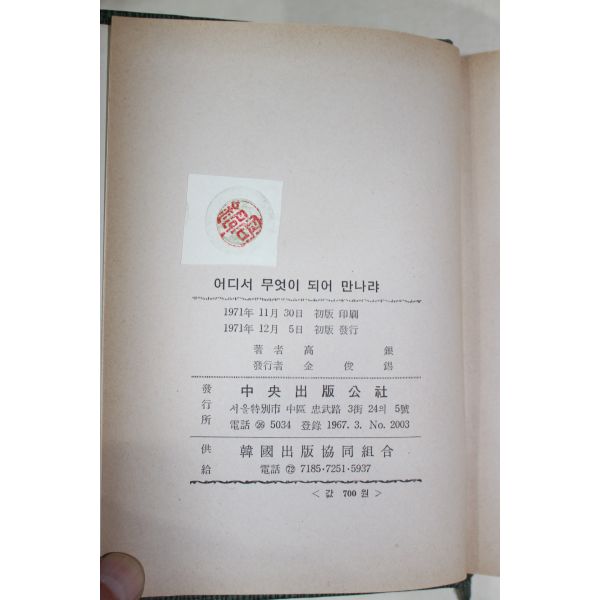 어디서 무엇이 되어 만나랴
1971年 11月 30日 初版 印刷
1971年 12月 5日 初版 發行
著者 高銀
發行者 金俊錫
發行所 中央出版公社
서울特別市 中區 忠武路 3街 24의 5號
電話 ㉖ 5034 登錄 1967. 3. No. 2003
供給 韓國出版協同組合
電話 ㊆ 7185·7251·5937
<값 700원>